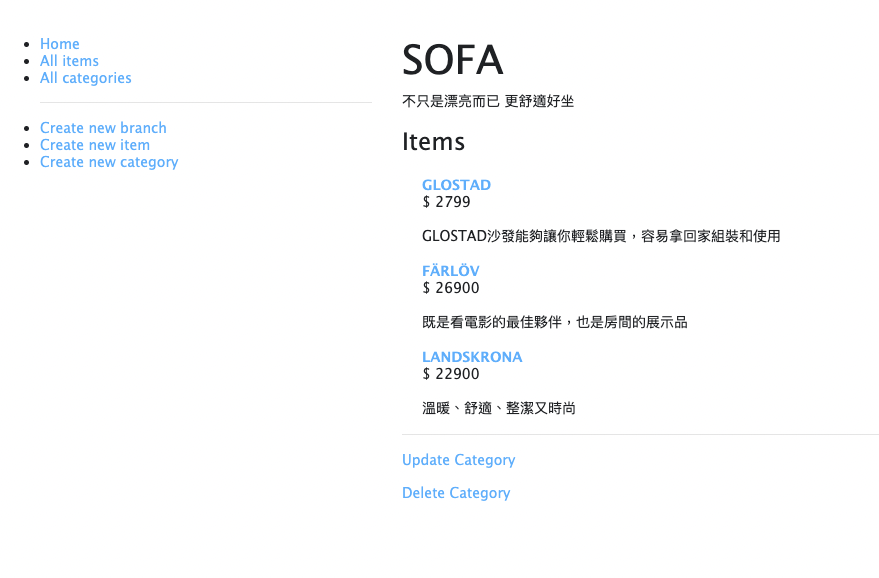 Home
All items
All categories
Create new branch
Create new item
Create new category
SOFA
不只是漂亮而已 更舒適好坐
Items
GLOSTAD
$ 2799
GLOSTAD沙發能夠讓你輕鬆購買，容易拿回家組裝和使用
FÄRLÖV
$ 26900
既是看電影的最佳夥伴，也是房間的展示品
LANDSKRONA
$ 22900
溫暖、舒適、整潔又時尚
Update Category
Delete Category